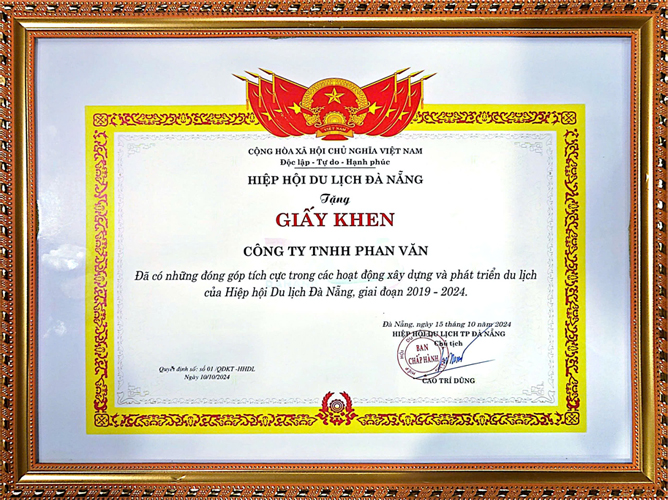 VIỆT NAM
CỘNG HÒA XÃ HỘI CHỦ NGHĨA VIỆT NAM
Độc lập - Tự do - Hạnh phúc
HIỆP HỘI DU LỊCH ĐÀ NẴNG
Tặng
GIẤY KHEN
CÔNG TY TNHH PHAN VĂN
Đã có những đóng góp tích cực trong các hoạt động xây dựng và phát triển du lịch
của Hiệp hội Du lịch Đà Nẵng, giai đoạn 2019 - 2024.
Đà Nẵng, ngày 15 tháng 10 năm 2024
HIỆP HỘI DU LỊCH TP ĐÀ NẴNG
Chủ tịch
BAN
CHẤP HÀNH
Quyết định số: số 01 /QĐKT -HHDL
Ngày 10/10/2024
CAO TRÍ DŨNG